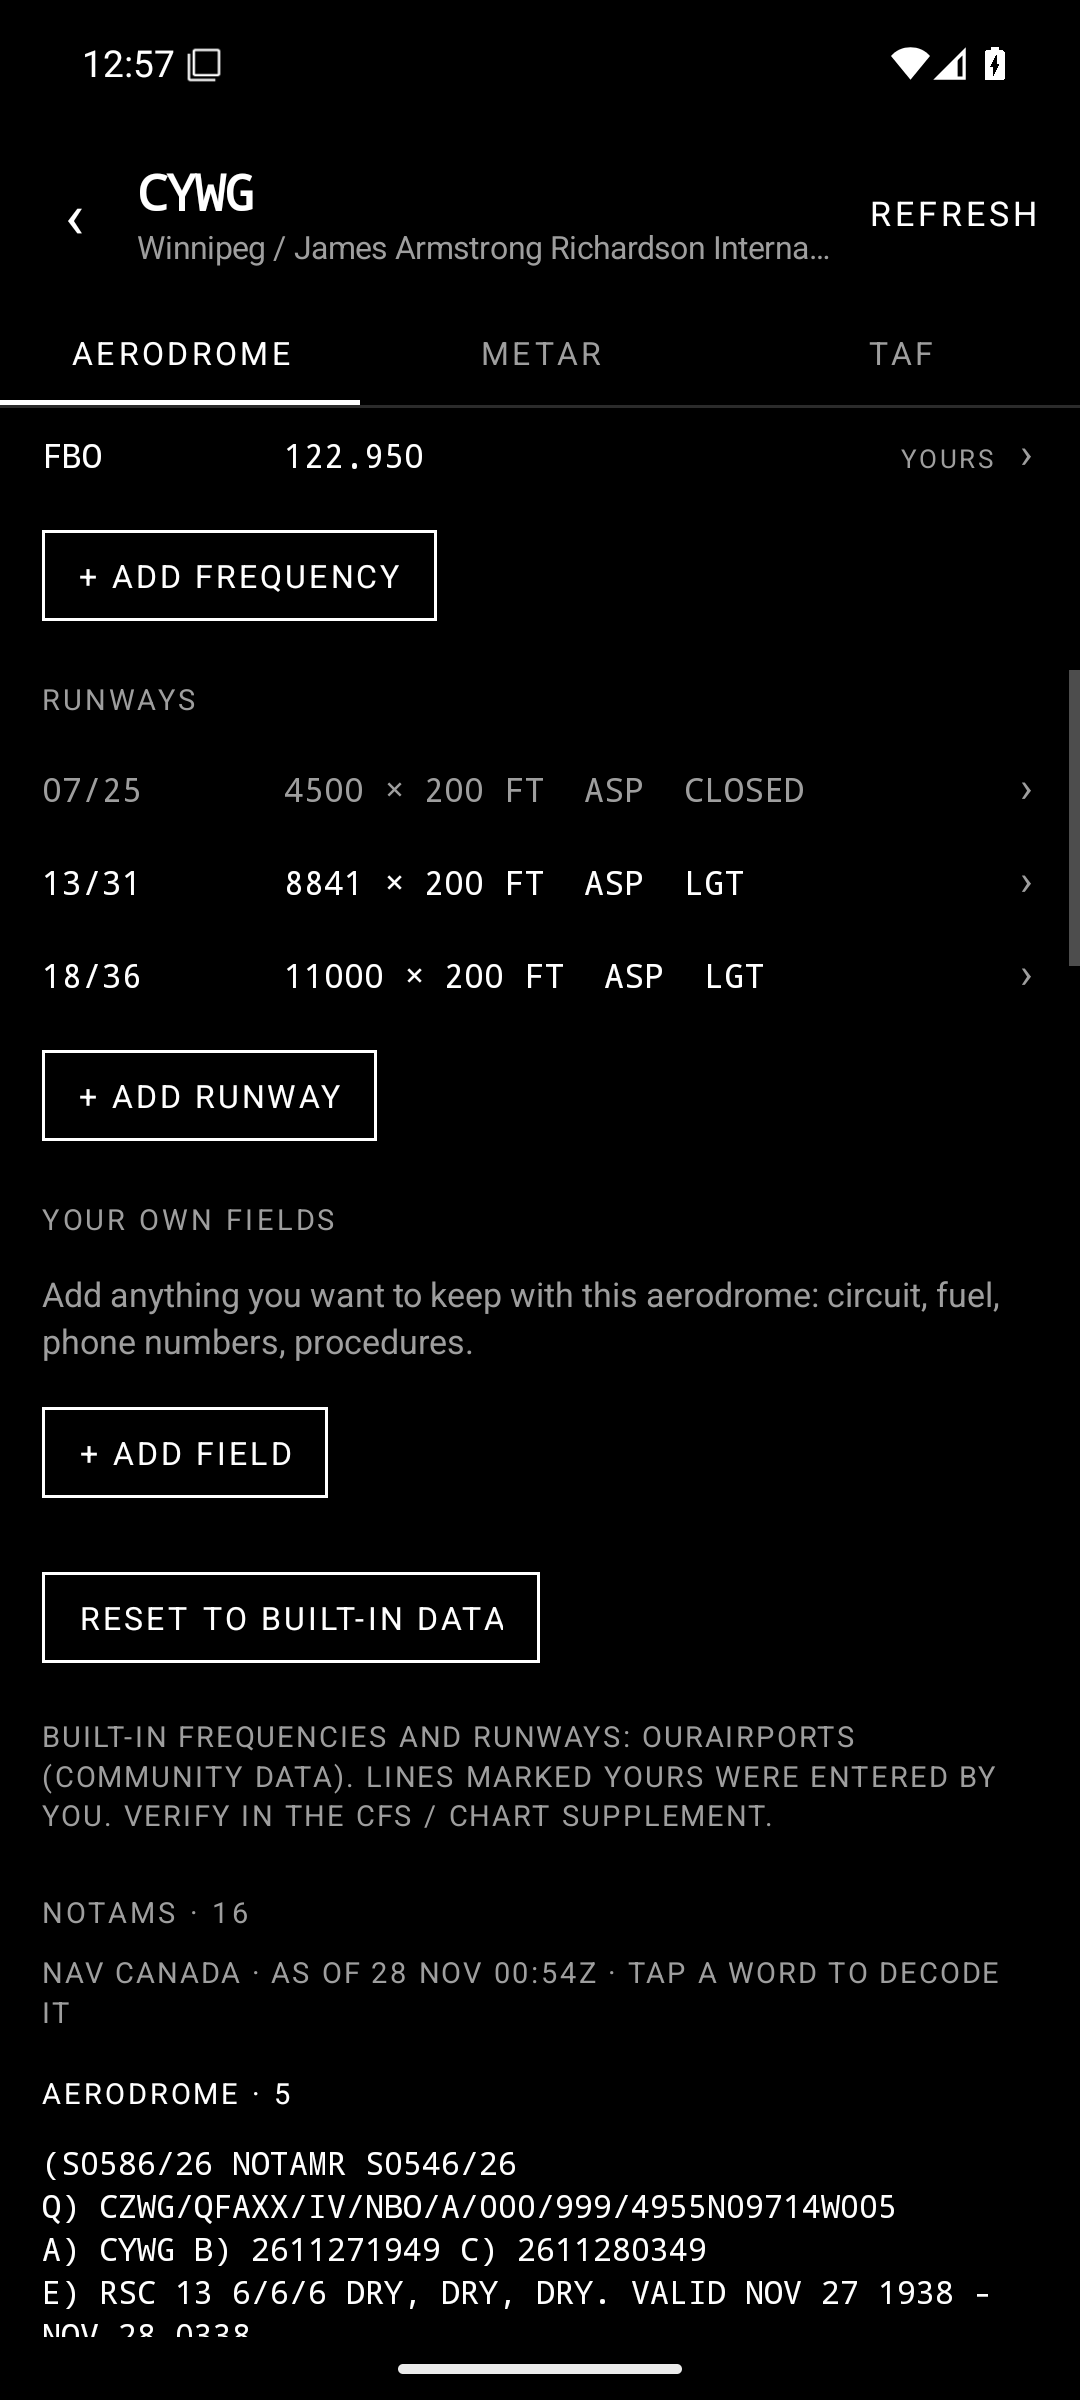 12:57
CYWG
Winnipeg / James Armstrong Richardson Interna…
REFRESH
AERODROME METAR TAF
FBO 122.950 YOURS ›
+ ADD FREQUENCY
RUNWAYS
07/25 4500 × 200 FT ASP CLOSED ›
13/31 8841 × 200 FT ASP LGT ›
18/36 11000 × 200 FT ASP LGT ›
+ ADD RUNWAY
YOUR OWN FIELDS
Add anything you want to keep with this aerodrome: circuit, fuel,
phone numbers, procedures.
+ ADD FIELD
RESET TO BUILT-IN DATA
BUILT-IN FREQUENCIES AND RUNWAYS: OURAIRPORTS
(COMMUNITY DATA). LINES MARKED YOURS WERE ENTERED BY
YOU. VERIFY IN THE CFS / CHART SUPPLEMENT.
NOTAMS · 16
NAV CANADA · AS OF 28 NOV 00:54Z · TAP A WORD TO DECODE
IT
AERODROME · 5
(S0586/26 NOTAMR S0546/26
Q) CZWG/QFAXX/IV/NBO/A/000/999/4955N09714W005
A) CYWG B) 2611271949 C) 2611280349
E) RSC 13 6/6/6 DRY, DRY, DRY. VALID NOV 27 1938 -
NOV 28 0338